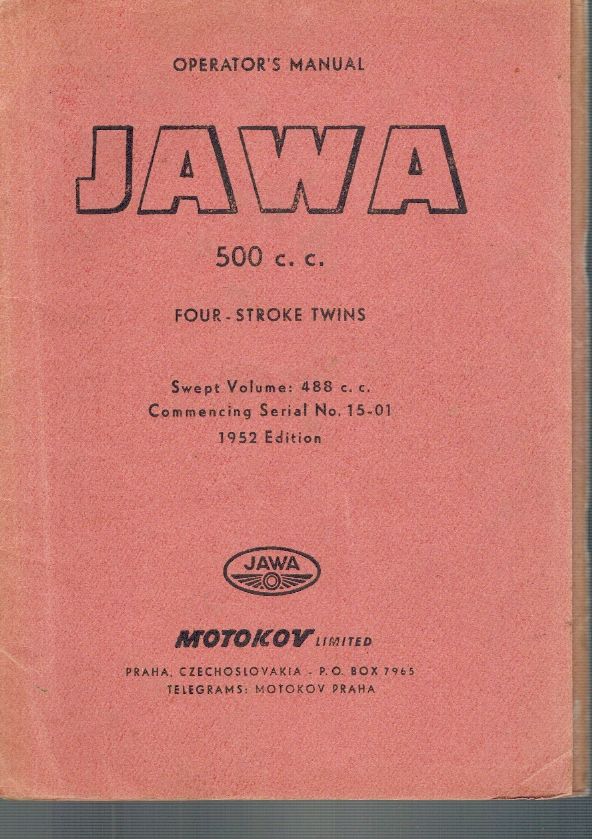 OPERATOR'S MANUAL
JAWA
500 c. c.
FOUR-STROKE TWINS
Swept Volume: 488 c. c.
Commencing Serial No. 15-01
1952 Edition
JAWA
MOTOKOV LIMITED
PRAHA, CZECHOSLOVAKIA - P.O. BOX 7965
TELEGRAMS: MOTOKOV PRAHA